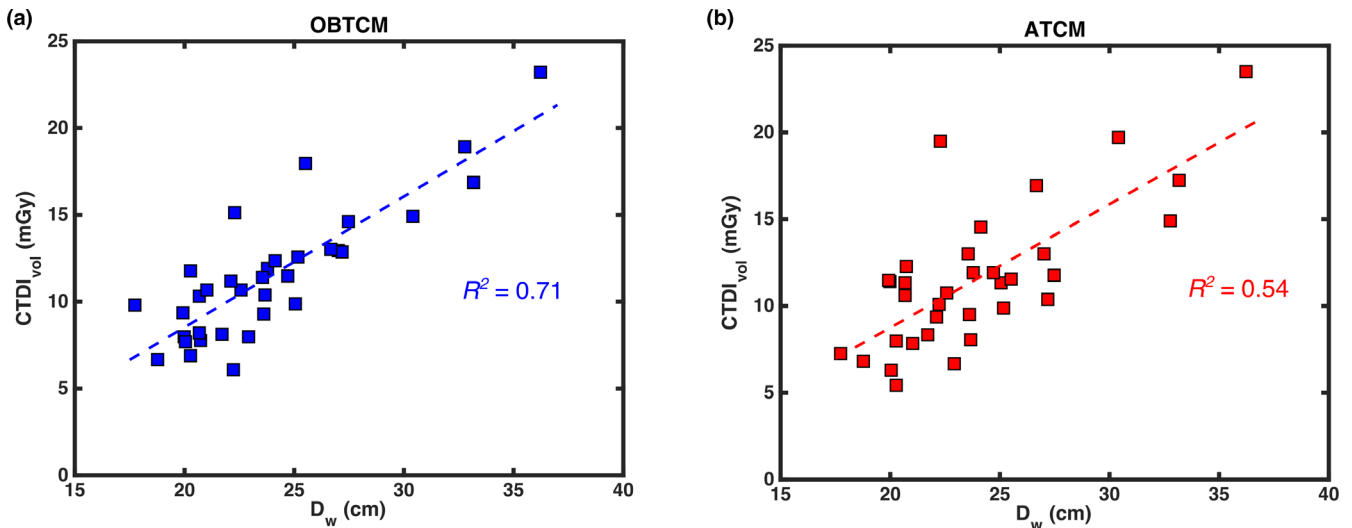 (a)
OBTCM
25
20
15
10
5
0
CTDIvol (mGy)
R² = 0.71
15 20 25 30 35 40
Dw (cm)
(b)
ATCM
25
20
15
10
5
0
CTDIvol (mGy)
R² = 0.54
15 20 25 30 35 40
Dw (cm)